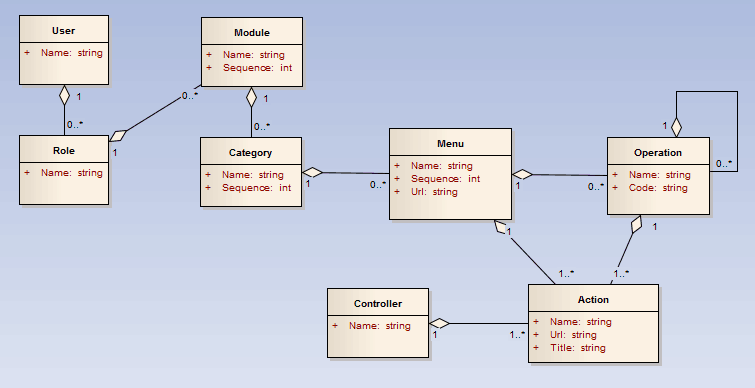 User
+ Name: string
Module
+ Name: string
+ Sequence: int
1
0..*
0..*
1
0..*
1
Role
+ Name: string
Category
+ Name: string
+ Sequence: int
1
0..*
Menu
+ Name: string
+ Sequence: int
+ Url: string
1
0..*
Operation
+ Name: string
+ Code: string
1
0..*
1
1..*
1
1..*
Controller
+ Name: string
1
1..*
Action
+ Name: string
+ Url: string
+ Title: string